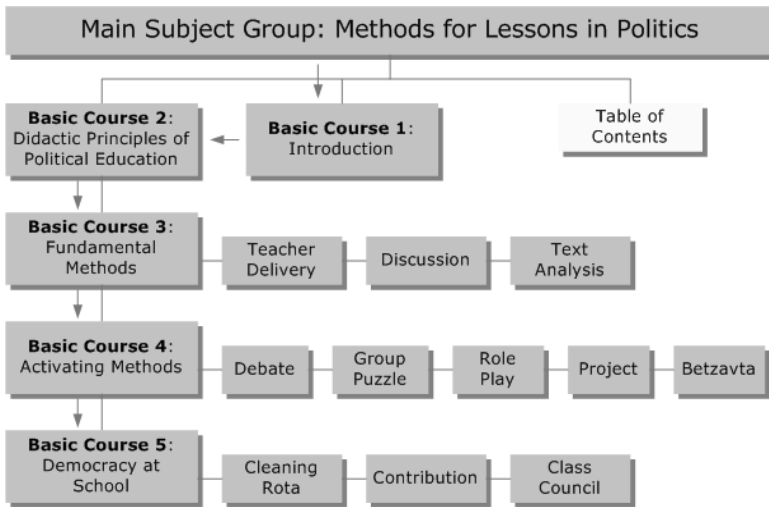 Main Subject Group: Methods for Lessons in Politics
Basic Course 2:
Didactic Principles of
Political Education
Basic Course 1:
Introduction
Table of
Contents
Basic Course 3:
Fundamental
Methods
Teacher
Delivery
Discussion
Text
Analysis
Basic Course 4:
Activating Methods
Debate
Group
Puzzle
Role
Play
Project
Betzavta
Basic Course 5:
Democracy at
School
Cleaning
Rota
Contribution
Class
Council